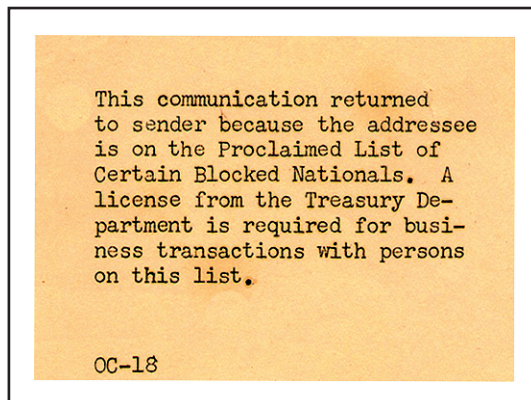 This communication returned
to sender because the addressee
is on the Proclaimed List of
Certain Blocked Nationals.  A
license from the Treasury De-
partment is required for busi-
ness transactions with persons
on this list.
OC-18